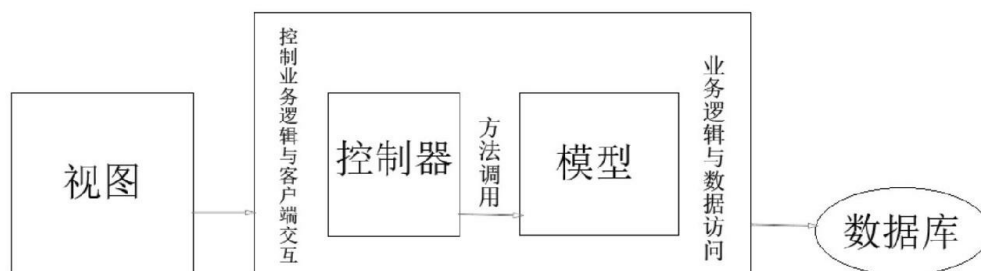 视图
控制业务逻辑与客户端交互
控制器
方法调用
模型
业务逻辑与数据访问
数据库